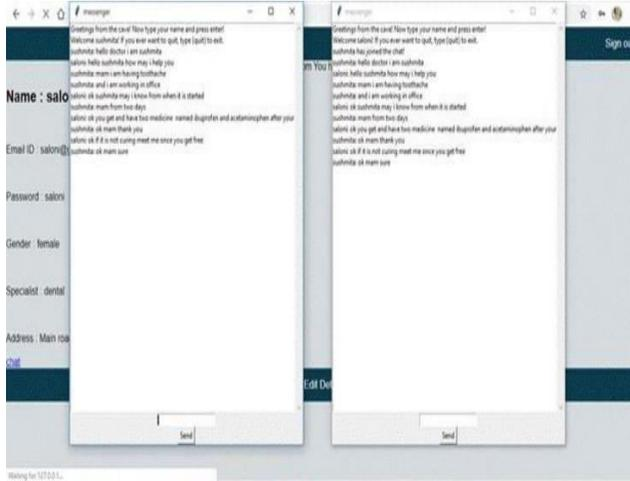 Sign ou
Name : salo
Email ID : saloni@
Password : saloni
Gender : female
Specialist : dental
Address : Main roa
chat
messenger
Greetings from the cave! Now type your name and press enter!
Welcome sushmita! If you ever want to quit, type {quit} to exit.
sushmita: hello doctor i am sushmita
saloni: hello sushmita how may i help you
sushmita: mam i am having toothache
sushmita: and i am working in office
saloni: ok sushmita may i know from when it is started
sushmita: mam from two days
saloni: ok you get and have two medicine named ibuprofen and acetaminophen after your
sushmita: ok mam thank you
saloni: ok if it is not curing meet me once you get free
sushmita: ok mam sure
Send
m You h
Edit Det
messenger
Greetings from the cave! Now type your name and press enter!
Welcome saloni! If you ever want to quit, type {quit} to exit.
sushmita has joined the chat!
sushmita: hello doctor i am sushmita
saloni: hello sushmita how may i help you
sushmita: mam i am having toothache
sushmita: and i am working in office
saloni: ok sushmita may i know from when it is started
sushmita: mam from two days
saloni: ok you get and have two medicine named ibuprofen and acetaminophen after your
sushmita: ok mam thank you
saloni: ok if it is not curing meet me once you get free
sushmita: ok mam sure
Send
Waiting for 127.0.0.1...